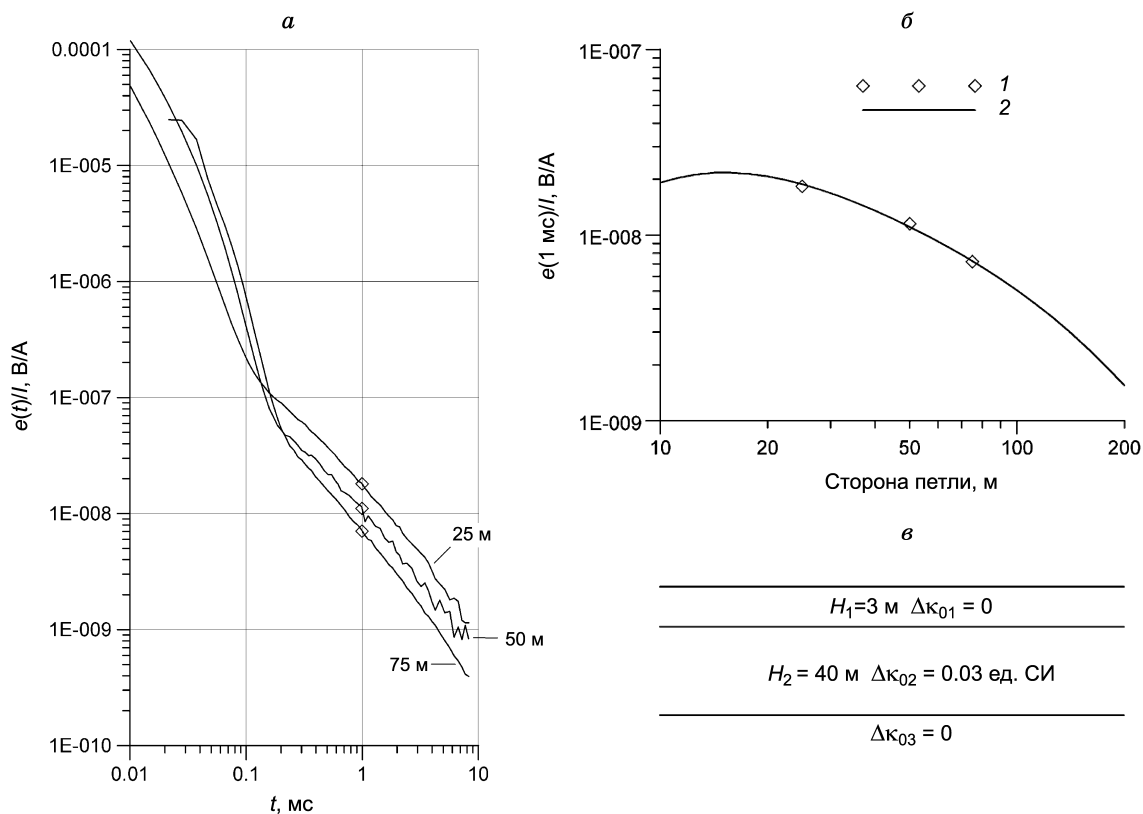 а
0.0001
1E-005
1E-006
1E-007
1E-008
1E-009
1E-010
0.01 0.1 1 10
t, мс
e(t)/I, В/А
25 м
50 м
75 м
б
1E-007
1E-008
1E-009
10 20 50 100 200
Сторона петли, м
e(1 мс)/I, В/А
1
2
в
H1=3 м Δκ01 = 0
H2 = 40 м Δκ02 = 0.03 ед. СИ
Δκ03 = 0